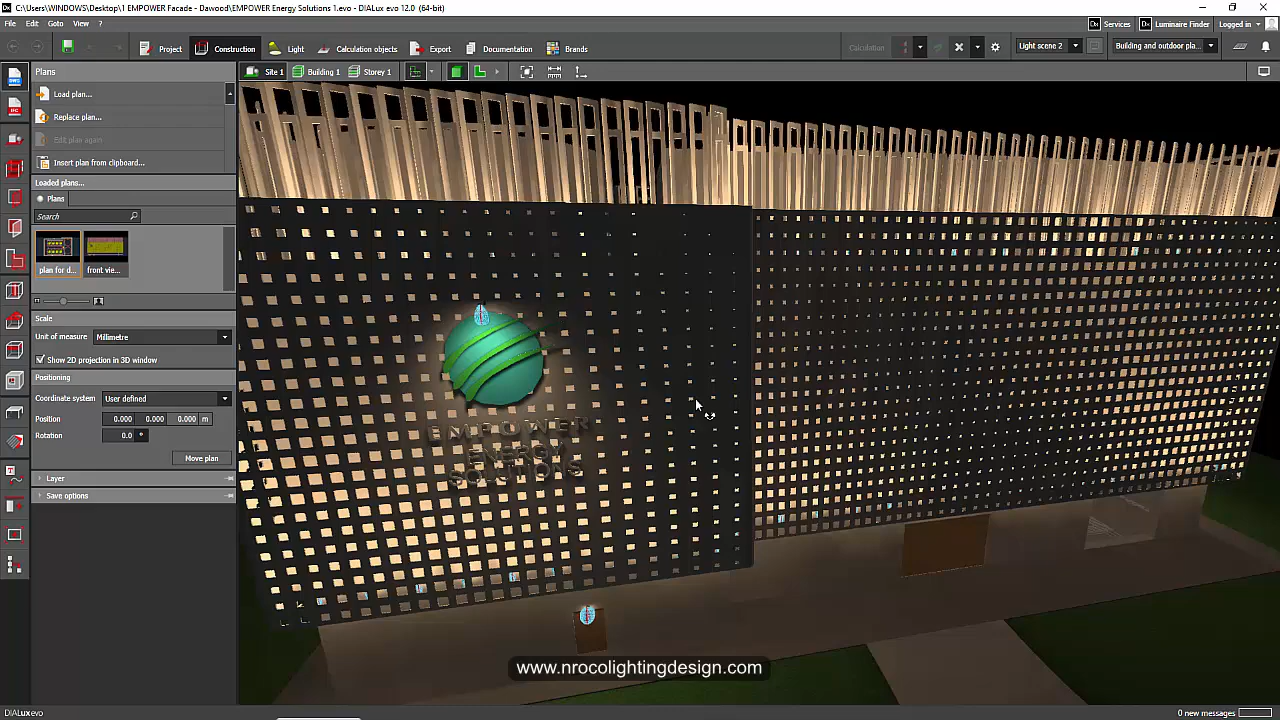 C:\Users\WINDOWS\Desktop\1 EMPOWER Facade - Dawood\EMPOWER Energy Solutions 1.evo - DIALux evo 12.0 (64-bit)
File Edit Goto View ?
Dx Services Dx Luminaire Finder Logged in
Project Construction Light Calculation objects Export Documentation Brands
Calculation Light scene 2 Building and outdoor pla...
Plans
Site 1 Building 1 Storey 1
Load plan...
Replace plan...
Edit plan again
Insert plan from clipboard...
Loaded plans...
Plans
Search
plan for d... front vie...
Scale
Unit of measure Millimetre
Show 2D projection in 3D window
Positioning
Coordinate system User defined
Position 0.000 0.000 0.000 m
Rotation 0.0 °
Move plan
Layer
Save options
EMPOWER
ENERGY
SOLUTIONS
www.nrocolightingdesign.com
DIALux evo
0 new messages